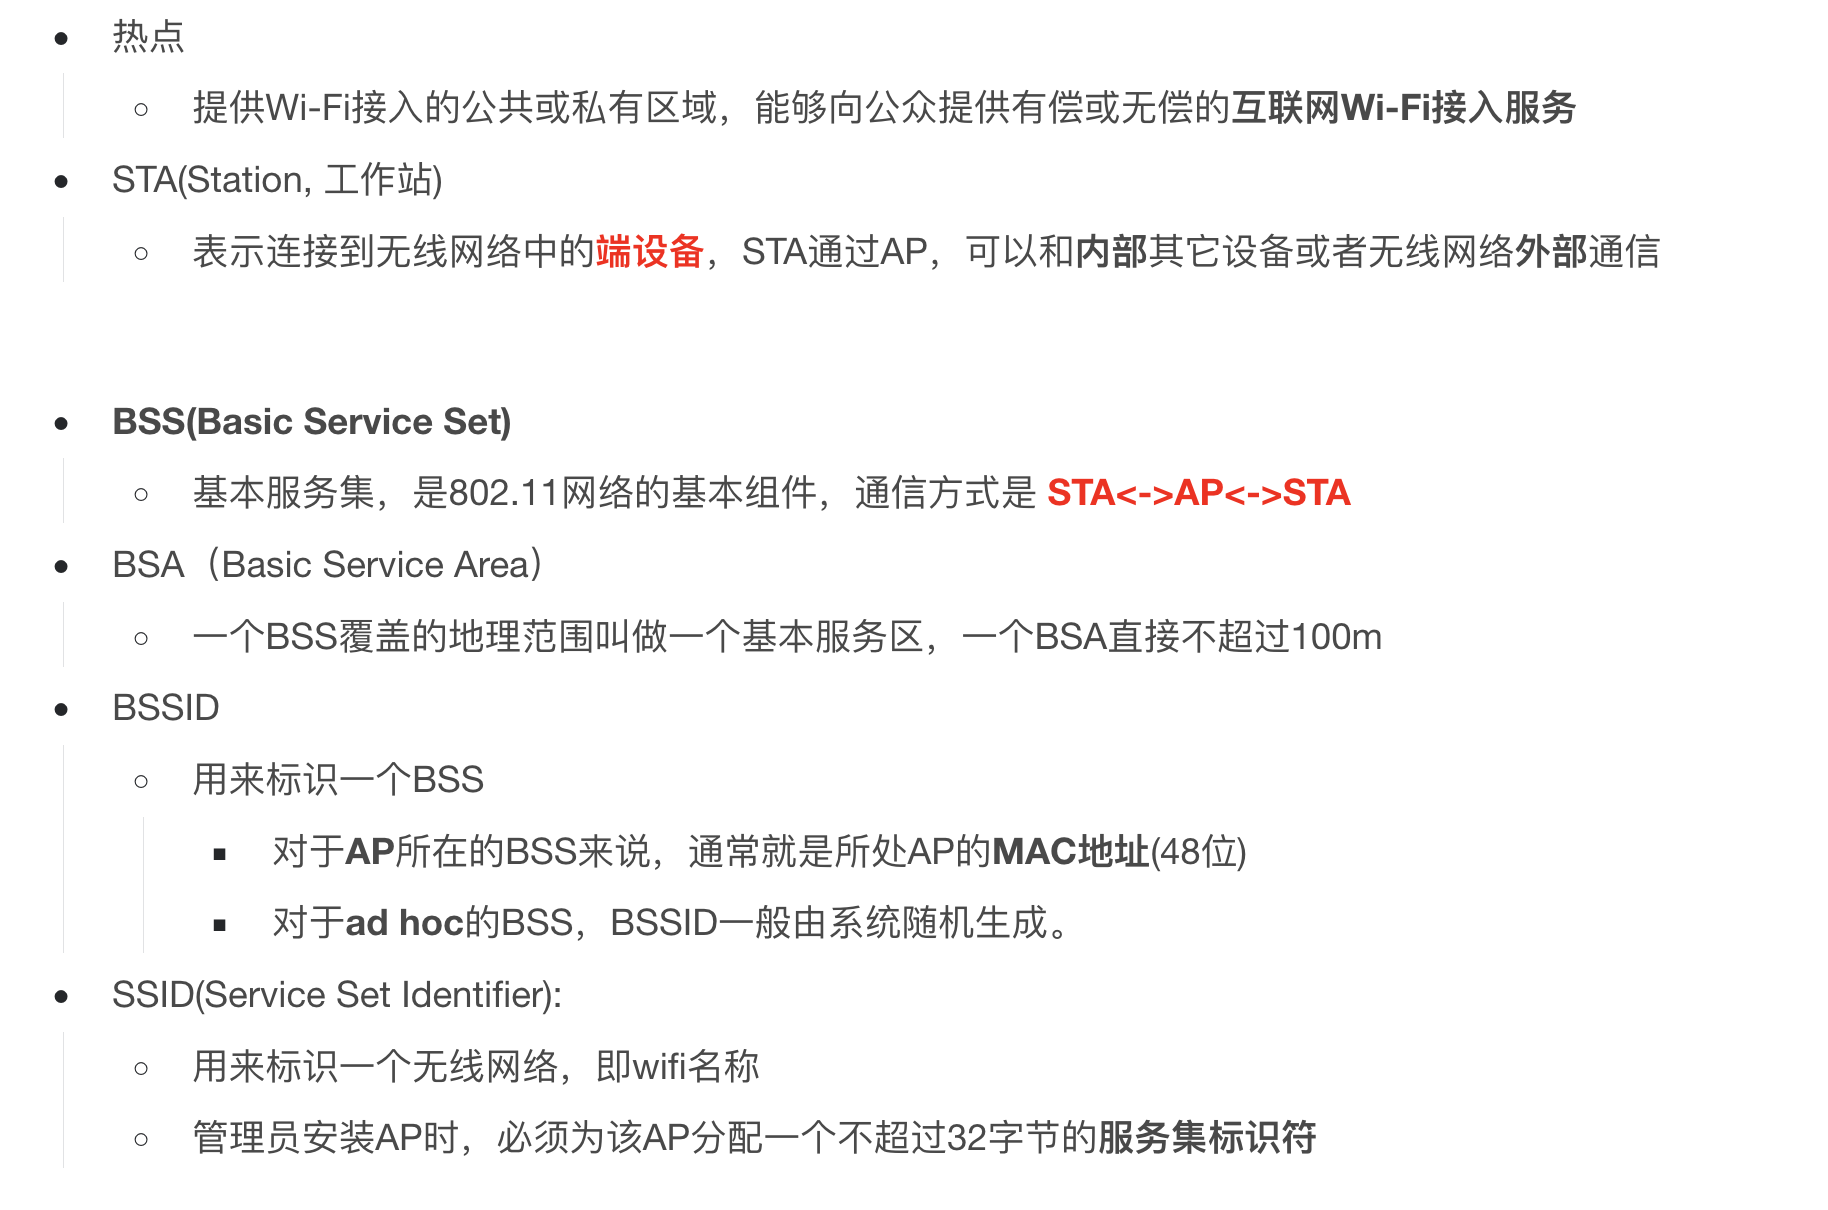 热点
提供Wi-Fi接入的公共或私有区域，能够向公众提供有偿或无偿的互联网Wi-Fi接入服务
STA(Station, 工作站)
表示连接到无线网络中的端设备，STA通过AP，可以和内部其它设备或者无线网络外部通信
BSS(Basic Service Set)
基本服务集，是802.11网络的基本组件，通信方式是 STA<->AP<->STA
BSA（Basic Service Area）
一个BSS覆盖的地理范围叫做一个基本服务区，一个BSA直接不超过100m
BSSID
用来标识一个BSS
对于AP所在的BSS来说，通常就是所处AP的MAC地址(48位)
对于ad hoc的BSS，BSSID一般由系统随机生成。
SSID(Service Set Identifier):
用来标识一个无线网络，即wifi名称
管理员安装AP时，必须为该AP分配一个不超过32字节的服务集标识符